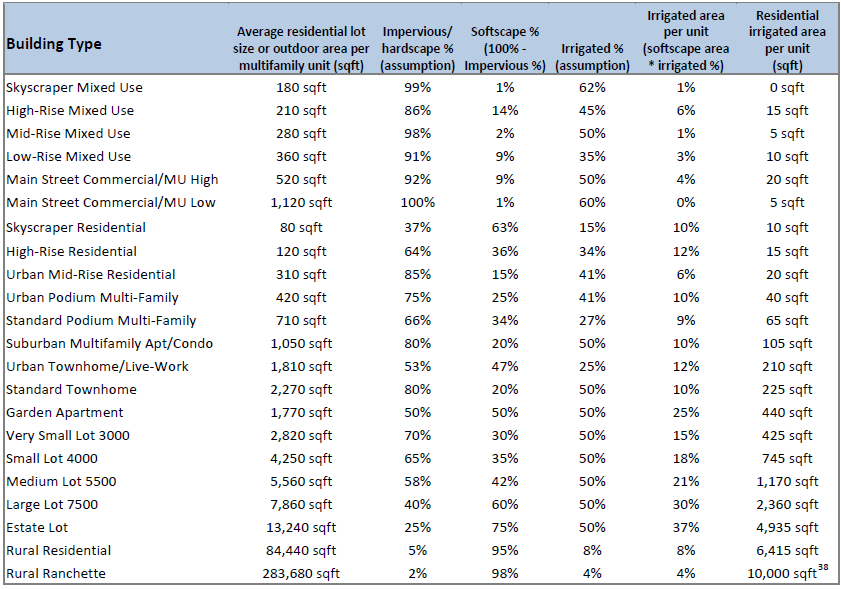 Building Type | Average residential lot size or outdoor area per multifamily unit (sqft) | Impervious/ hardscape % (assumption) | Softscape % (100% - Impervious %) | Irrigated % (assumption) | Irrigated area per unit (softscape area * irrigated %) | Residential irrigated area per unit (sqft)
Skyscraper Mixed Use 180 sqft 99% 1% 62% 1% 0 sqft
High-Rise Mixed Use 210 sqft 86% 14% 45% 6% 15 sqft
Mid-Rise Mixed Use 280 sqft 98% 2% 50% 1% 5 sqft
Low-Rise Mixed Use 360 sqft 91% 9% 35% 3% 10 sqft
Main Street Commercial/MU High 520 sqft 92% 9% 50% 4% 20 sqft
Main Street Commercial/MU Low 1,120 sqft 100% 1% 60% 0% 5 sqft
Skyscraper Residential 80 sqft 37% 63% 15% 10% 10 sqft
High-Rise Residential 120 sqft 64% 36% 34% 12% 15 sqft
Urban Mid-Rise Residential 310 sqft 85% 15% 41% 6% 20 sqft
Urban Podium Multi-Family 420 sqft 75% 25% 41% 10% 40 sqft
Standard Podium Multi-Family 710 sqft 66% 34% 27% 9% 65 sqft
Suburban Multifamily Apt/Condo 1,050 sqft 80% 20% 50% 10% 105 sqft
Urban Townhome/Live-Work 1,810 sqft 53% 47% 25% 12% 210 sqft
Standard Townhome 2,270 sqft 80% 20% 50% 10% 225 sqft
Garden Apartment 1,770 sqft 50% 50% 50% 25% 440 sqft
Very Small Lot 3000 2,820 sqft 70% 30% 50% 15% 425 sqft
Small Lot 4000 4,250 sqft 65% 35% 50% 18% 745 sqft
Medium Lot 5500 5,560 sqft 58% 42% 50% 21% 1,170 sqft
Large Lot 7500 7,860 sqft 40% 60% 50% 30% 2,360 sqft
Estate Lot 13,240 sqft 25% 75% 50% 37% 4,935 sqft
Rural Residential 84,440 sqft 5% 95% 8% 8% 6,415 sqft
Rural Ranchette 283,680 sqft 2% 98% 4% 4% 10,000 sqft38